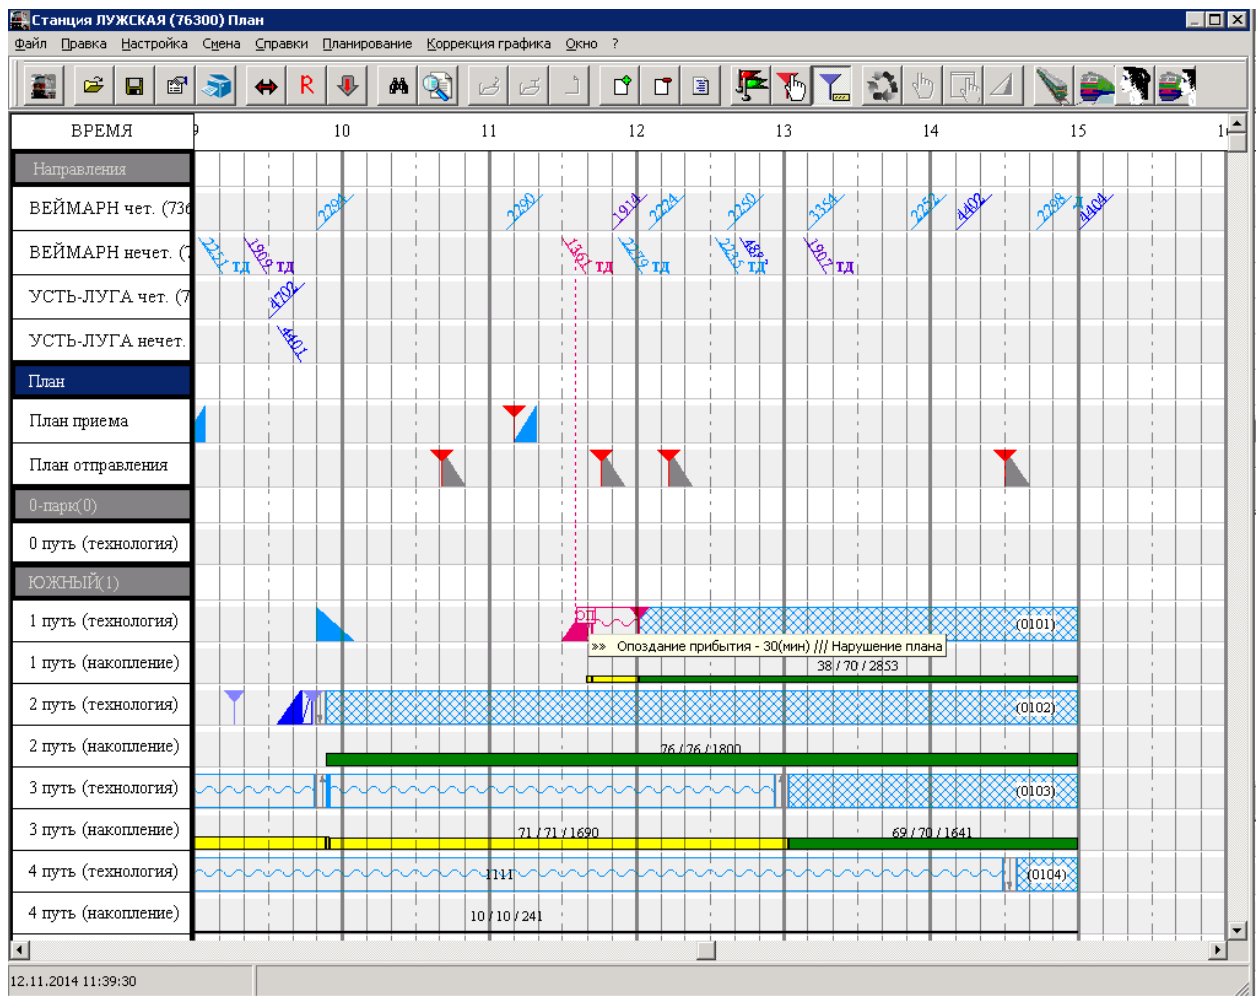 Станция ЛУЖСКАЯ (76300) План
Файл Правка Настройка Смена Справки Планирование Коррекция графика Окно ?
R
ВРЕМЯ 9 10 11 12 13 14 15
Направления
ВЕЙМАРН чет. (736 2294 2290 1914 2224 2250 3354 2252 4402 2298 4404
ВЕЙМАРН нечет. ( 2251 тд 1909 тд 1361 тд 2279 тд 2235 тд 1907 тд
УСТЬ-ЛУГА чет. (7 4702
УСТЬ-ЛУГА нечет. 4401
План
План приема
План отправления
0-парк(0)
0 путь (технология)
ЮЖНЫЙ(1)
1 путь (технология) оп (0101)
»» Опоздание прибытия - 30(мин) /// Нарушение плана
1 путь (накопление) 38 / 70 / 2853
2 путь (технология) (0102)
2 путь (накопление) 76 / 76 / 1800
3 путь (технология) (0103)
3 путь (накопление) 71 / 71 / 1690 69 / 70 / 1641
4 путь (технология) 1111 (0104)
4 путь (накопление) 10 / 10 / 241
12.11.2014 11:39:30